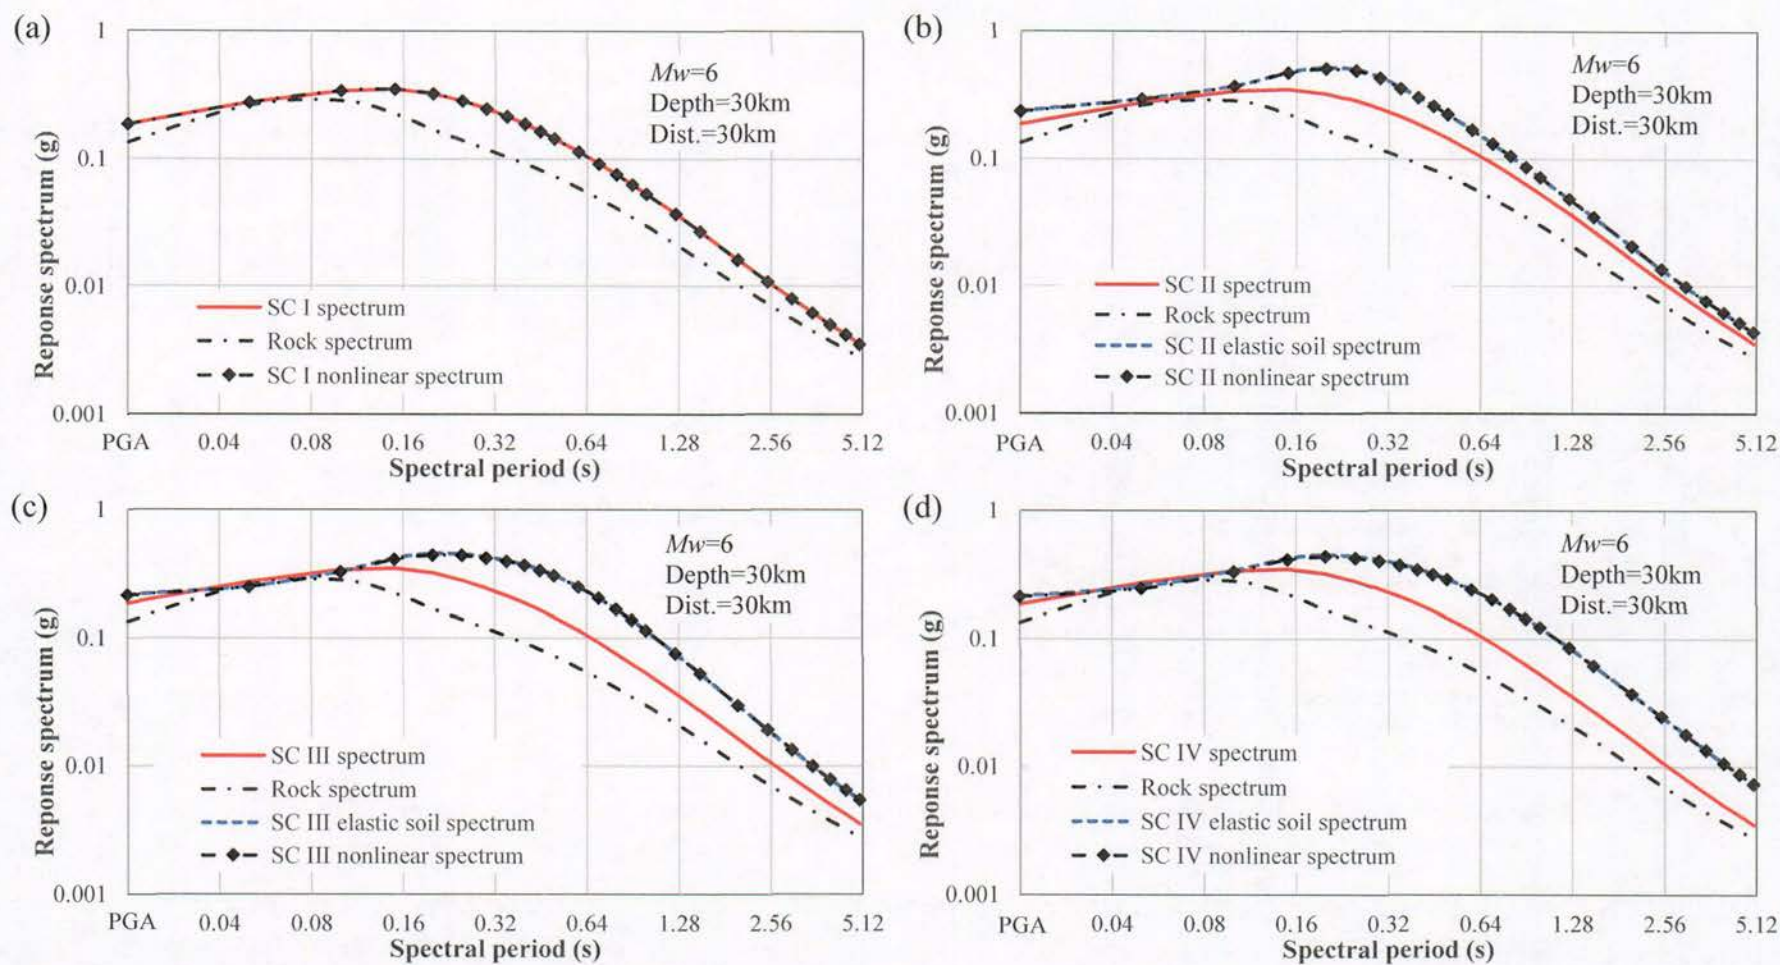 (a)
1
0.1
0.01
0.001
Reponse spectrum (g)
Mw=6
Depth=30km
Dist.=30km
SC I spectrum
Rock spectrum
SC I nonlinear spectrum
PGA 0.04 0.08 0.16 0.32 0.64 1.28 2.56 5.12
Spectral period (s)
(b)
1
0.1
0.01
0.001
Reponse spectrum (g)
Mw=6
Depth=30km
Dist.=30km
SC II spectrum
Rock spectrum
SC II elastic soil spectrum
SC II nonlinear spectrum
PGA 0.04 0.08 0.16 0.32 0.64 1.28 2.56 5.12
Spectral period (s)
(c)
1
0.1
0.01
0.001
Reponse spectrum (g)
Mw=6
Depth=30km
Dist.=30km
SC III spectrum
Rock spectrum
SC III elastic soil spectrum
SC III nonlinear spectrum
PGA 0.04 0.08 0.16 0.32 0.64 1.28 2.56 5.12
Spectral period (s)
(d)
1
0.1
0.01
0.001
Reponse spectrum (g)
Mw=6
Depth=30km
Dist.=30km
SC IV spectrum
Rock spectrum
SC IV elastic soil spectrum
SC IV nonlinear spectrum
PGA 0.04 0.08 0.16 0.32 0.64 1.28 2.56 5.12
Spectral period (s)